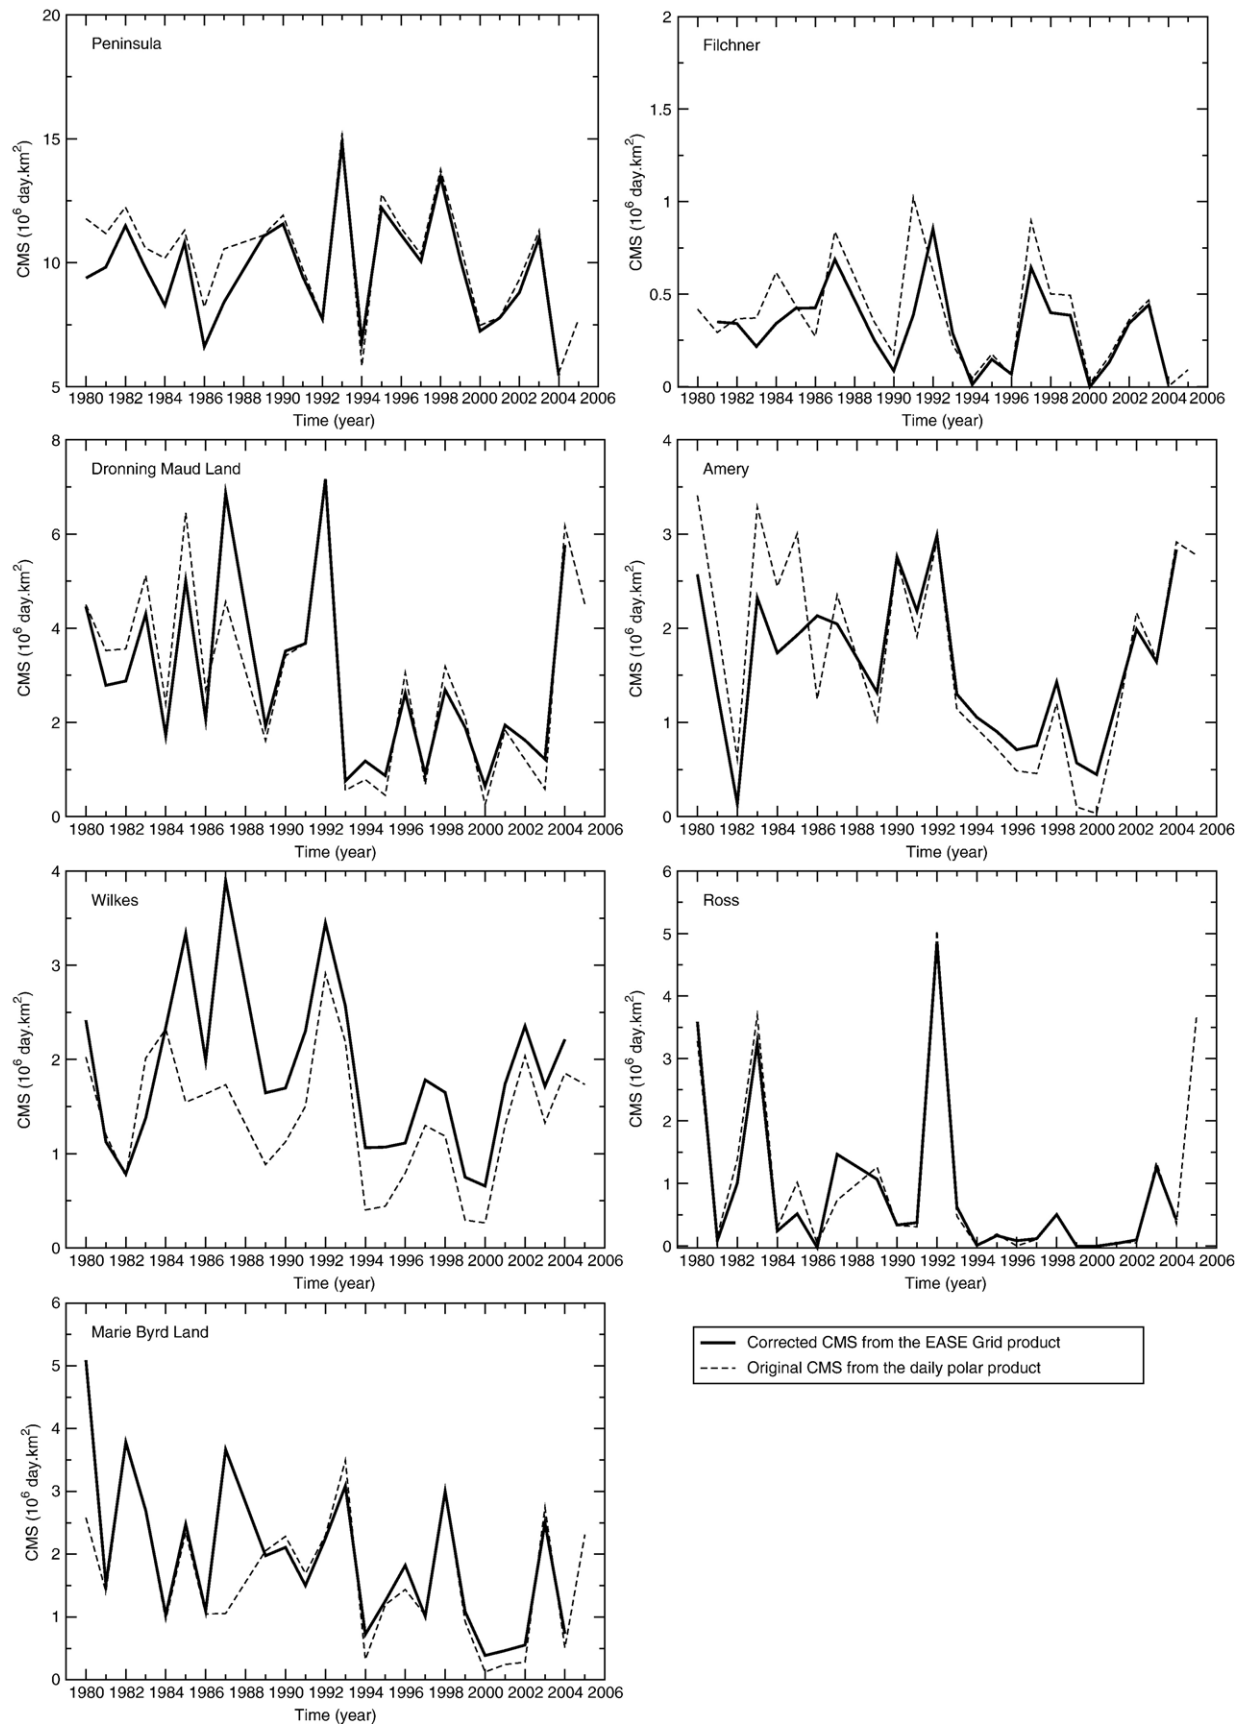 Peninsula
CMS (10⁶ day.km²)
20
15
10
5
1980 1982 1984 1986 1988 1990 1992 1994 1996 1998 2000 2002 2004 2006
Time (year)
Filchner
CMS (10⁶ day.km²)
2
1.5
1
0.5
0
1980 1982 1984 1986 1988 1990 1992 1994 1996 1998 2000 2002 2004 2006
Time (year)
Dronning Maud Land
CMS (10⁶ day.km²)
8
6
4
2
0
1980 1982 1984 1986 1988 1990 1992 1994 1996 1998 2000 2002 2004 2006
Time (year)
Amery
CMS (10⁶ day.km²)
4
3
2
1
0
1980 1982 1984 1986 1988 1990 1992 1994 1996 1998 2000 2002 2004 2006
Time (year)
Wilkes
CMS (10⁶ day.km²)
4
3
2
1
0
1980 1982 1984 1986 1988 1990 1992 1994 1996 1998 2000 2002 2004 2006
Time (year)
Ross
CMS (10⁶ day.km²)
6
5
4
3
2
1
0
1980 1982 1984 1986 1988 1990 1992 1994 1996 1998 2000 2002 2004 2006
Time (year)
Marie Byrd Land
CMS (10⁶ day.km²)
6
5
4
3
2
1
0
1980 1982 1984 1986 1988 1990 1992 1994 1996 1998 2000 2002 2004 2006
Time (year)
Corrected CMS from the EASE Grid product
Original CMS from the daily polar product